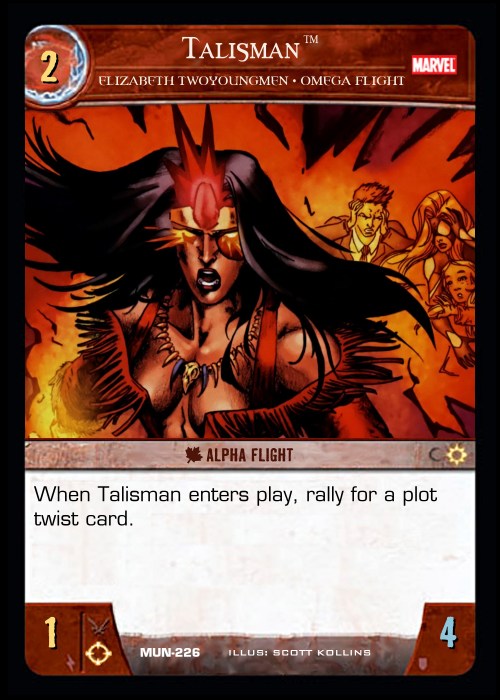 2
TALISMAN™
ELIZABETH TWOYOUNGMEN • OMEGA FLIGHT
MARVEL
ALPHA FLIGHT
C
When Talisman enters play, rally for a plot
twist card.
1
MUN-226
ILLUS: SCOTT KOLLINS
4